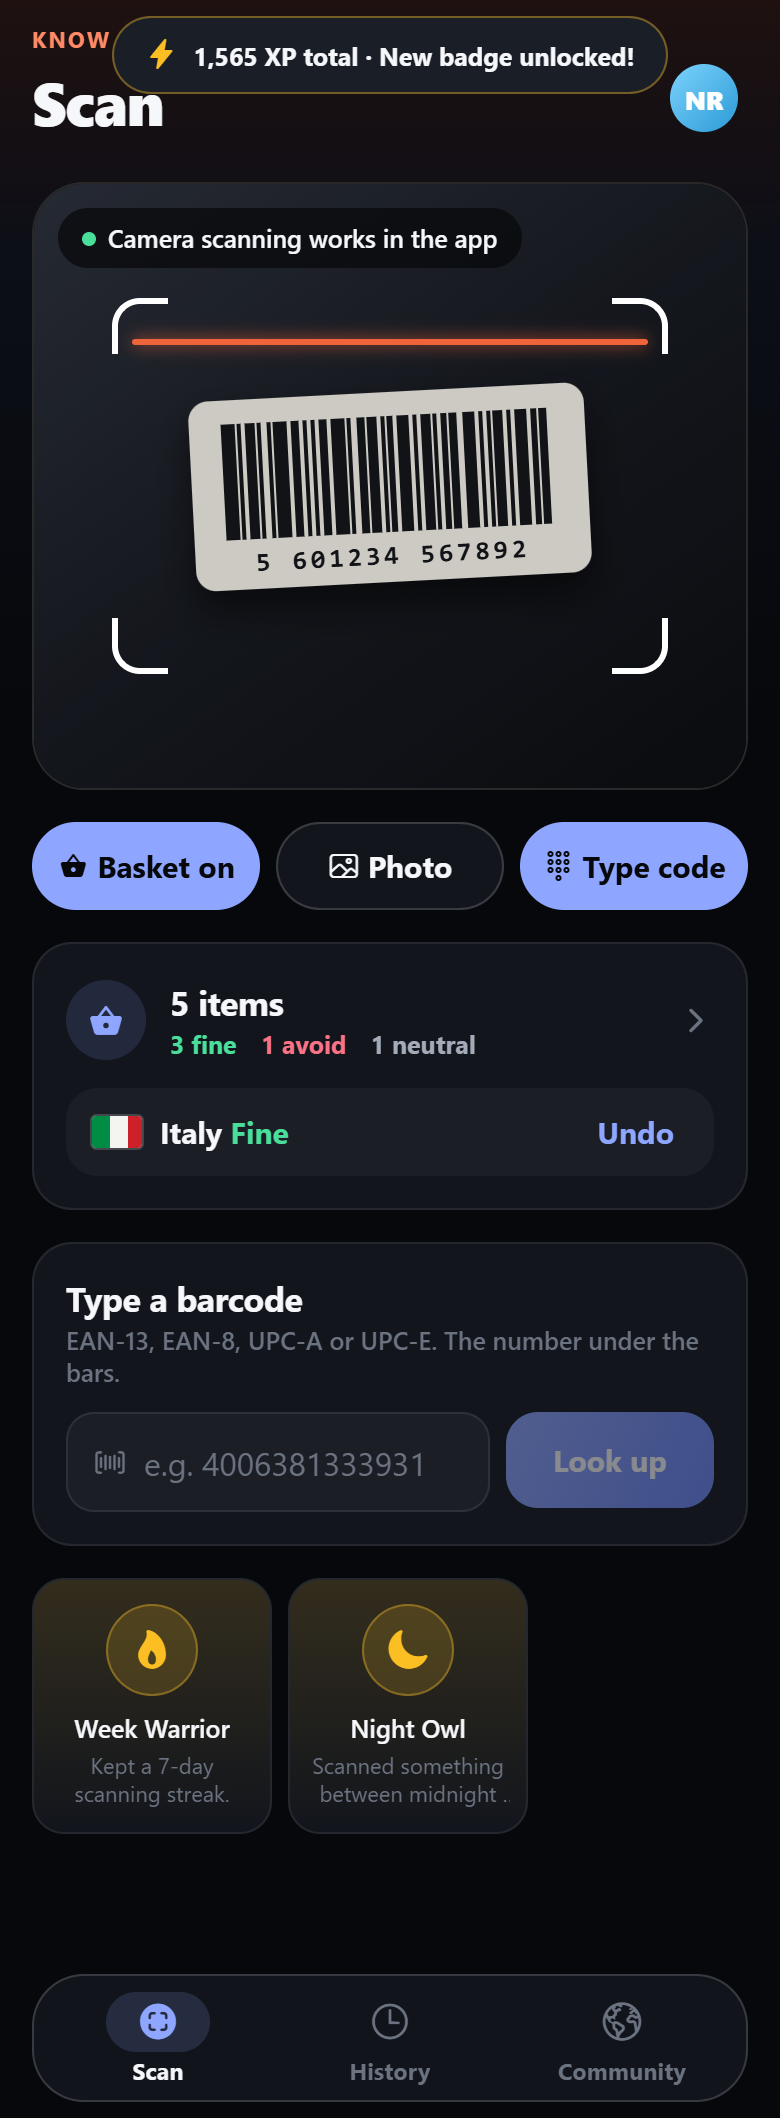 KNOW
1,565 XP total · New badge unlocked!
Scan
NR
Camera scanning works in the app
5 601234 567892
Basket on
Photo
Type code
5 items
3 fine 1 avoid 1 neutral
Italy Fine
Undo
Type a barcode
EAN-13, EAN-8, UPC-A or UPC-E. The number under the
bars.
e.g. 4006381333931
Look up
Week Warrior
Kept a 7-day
scanning streak.
Night Owl
Scanned something
between midnight ..
Scan
History
Community